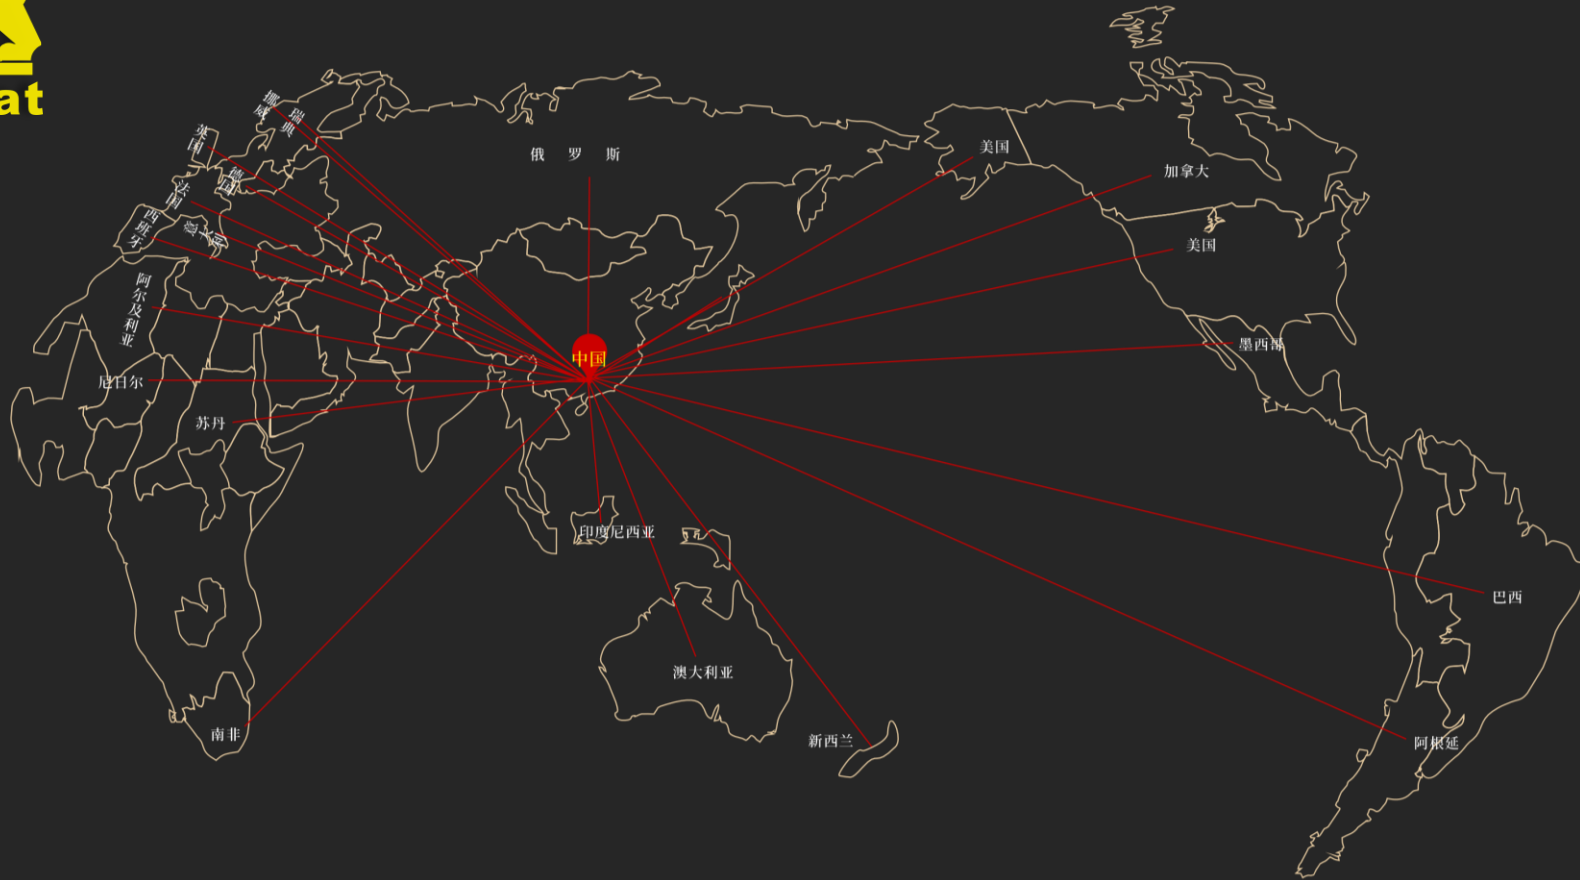 at
挪威
瑞典
英国
德国
法国
西班牙
意大利
俄罗斯
美国
加拿大
美国
阿尔及利亚
墨西哥
中国
尼日尔
苏丹
印度尼西亚
巴西
澳大利亚
南非
新西兰
阿根廷